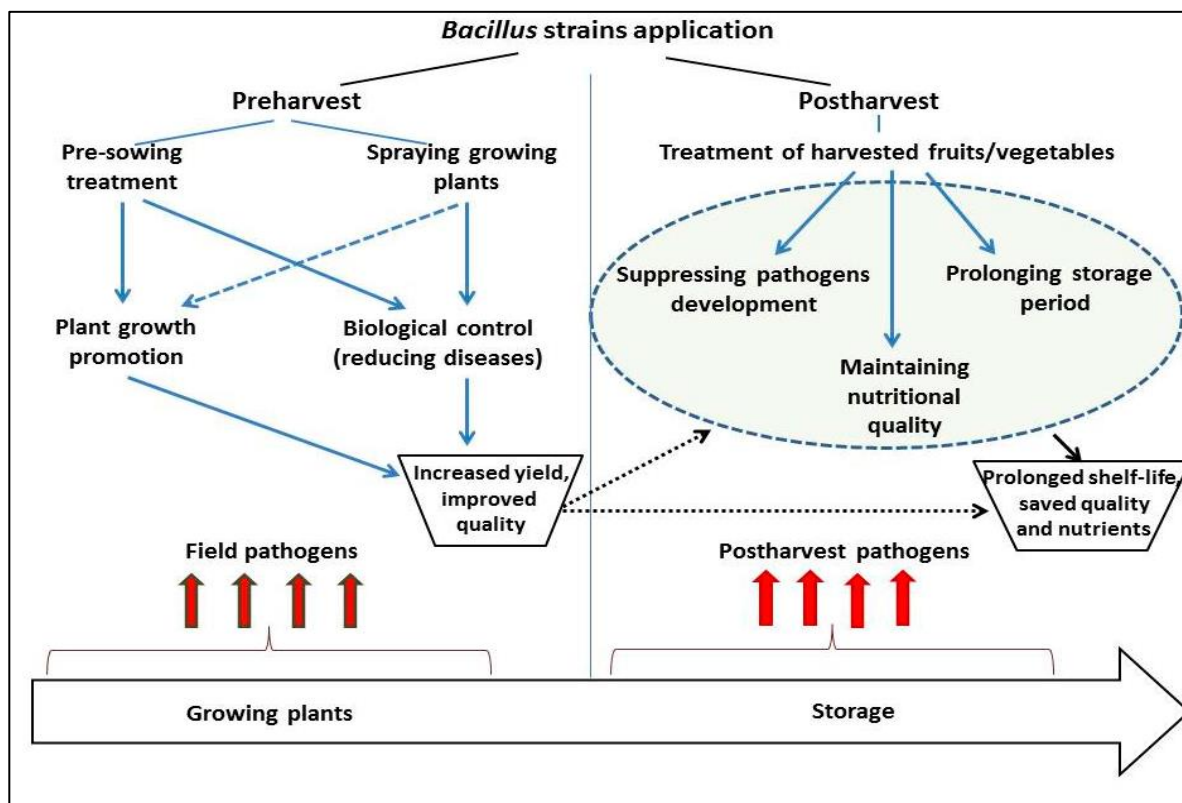 Bacillus strains application
Preharvest
Pre-sowing
treatment
Spraying growing
plants
Plant growth
promotion
Biological control
(reducing diseases)
Increased yield,
improved
quality
Field pathogens
Growing plants
Postharvest
Treatment of harvested fruits/vegetables
Suppressing pathogens
development
Prolonging storage
period
Maintaining
nutritional
quality
Prolonged shelf-life,
saved quality
and nutrients
Postharvest pathogens
Storage